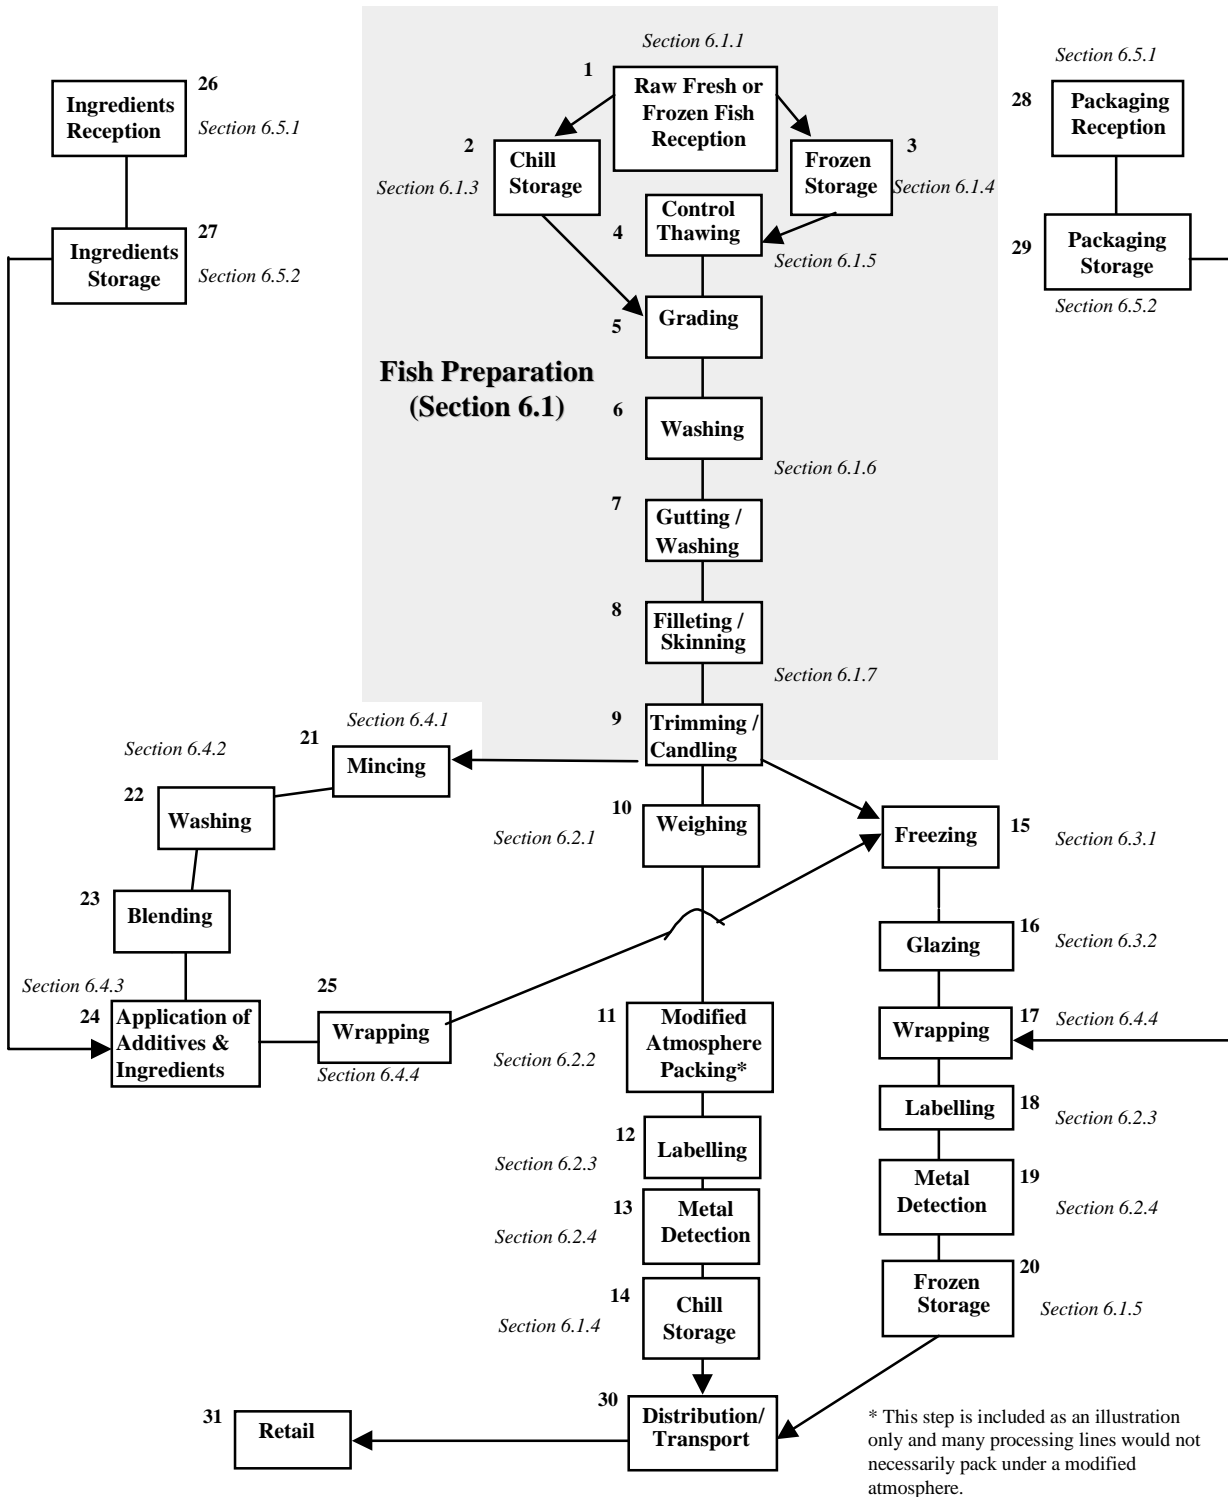 Section 6.1.1
1
Raw Fresh or
Frozen Fish
Reception
26
Ingredients
Reception
Section 6.5.1
Section 6.5.1
28
Packaging
Reception
2
Chill
Storage
Section 6.1.3
3
Frozen
Storage
Section 6.1.4
4
Control
Thawing
Section 6.1.5
27
Ingredients
Storage
Section 6.5.2
29
Packaging
Storage
Section 6.5.2
5
Grading
Fish Preparation
(Section 6.1)
6
Washing
Section 6.1.6
7
Gutting /
Washing
8
Filleting /
Skinning
Section 6.1.7
9
Trimming /
Candling
Section 6.4.1
21
Mincing
Section 6.4.2
22
Washing
23
Blending
Section 6.4.3
24
Application of
Additives &
Ingredients
25
Wrapping
Section 6.4.4
10
Weighing
Section 6.2.1
11
Modified
Atmosphere
Packing*
Section 6.2.2
12
Labelling
Section 6.2.3
13
Metal
Detection
Section 6.2.4
14
Chill
Storage
Section 6.1.4
15
Freezing
Section 6.3.1
16
Glazing
Section 6.3.2
17
Wrapping
Section 6.4.4
18
Labelling
Section 6.2.3
19
Metal
Detection
Section 6.2.4
20
Frozen
Storage
Section 6.1.5
30
Distribution/
Transport
31
Retail
* This step is included as an illustration
only and many processing lines would not
necessarily pack under a modified
atmosphere.